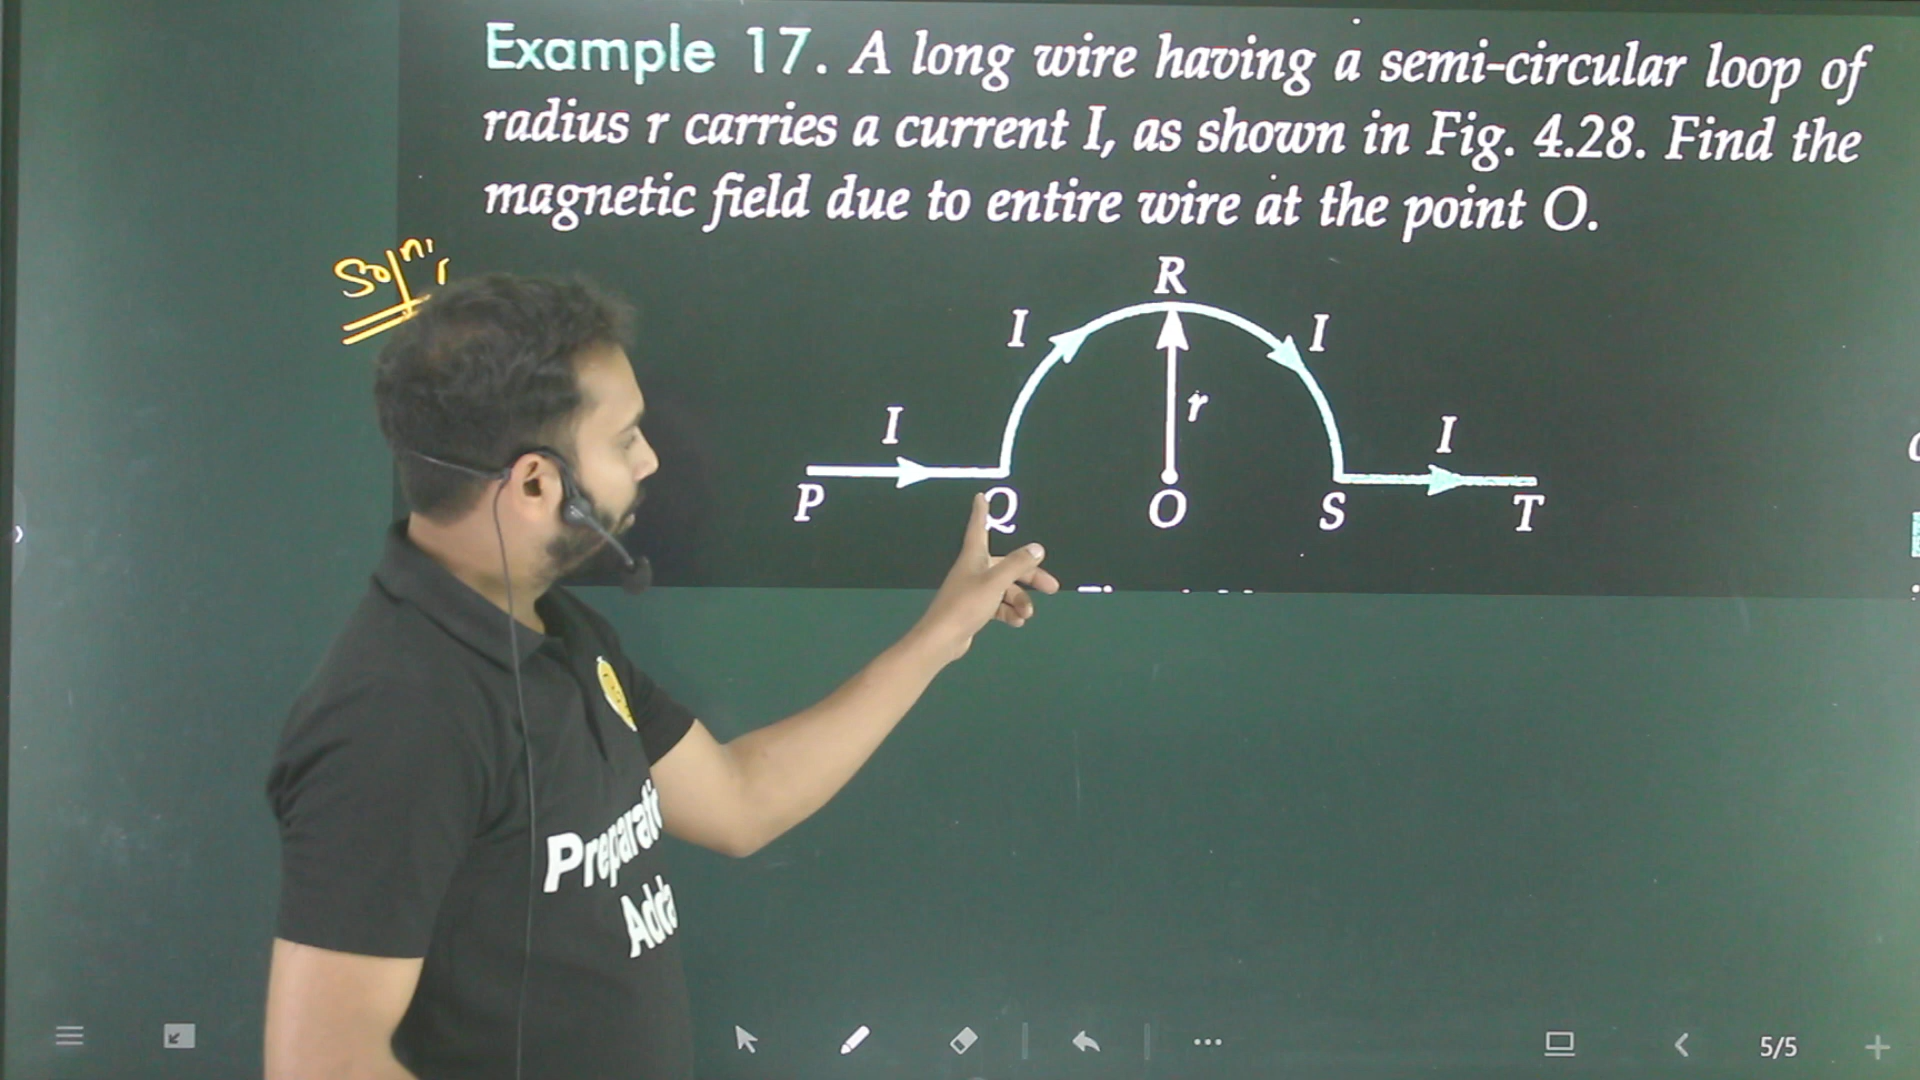 Example 17. A long wire having a semi-circular loop of
radius r carries a current I, as shown in Fig. 4.28. Find the
magnetic field due to entire wire at the point O.
Soln
R
I I
r
I I
P Q O S T
Preparatio
Adda
5/5